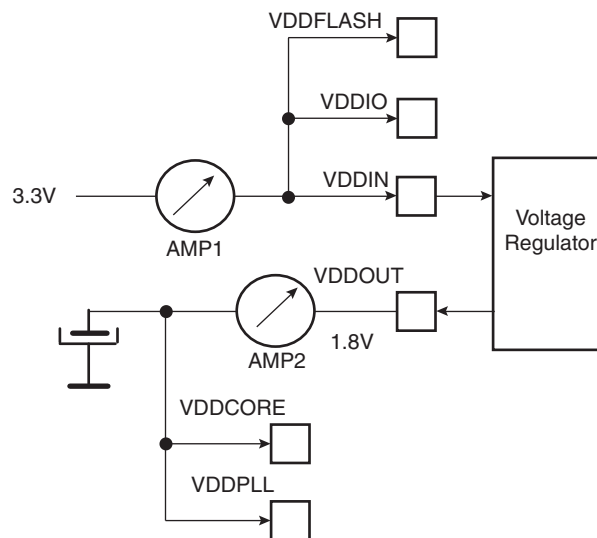 VDDFLASH
VDDIO
VDDIN
3.3V
AMP1
Voltage
Regulator
VDDOUT
1.8V
AMP2
VDDCORE
VDDPLL